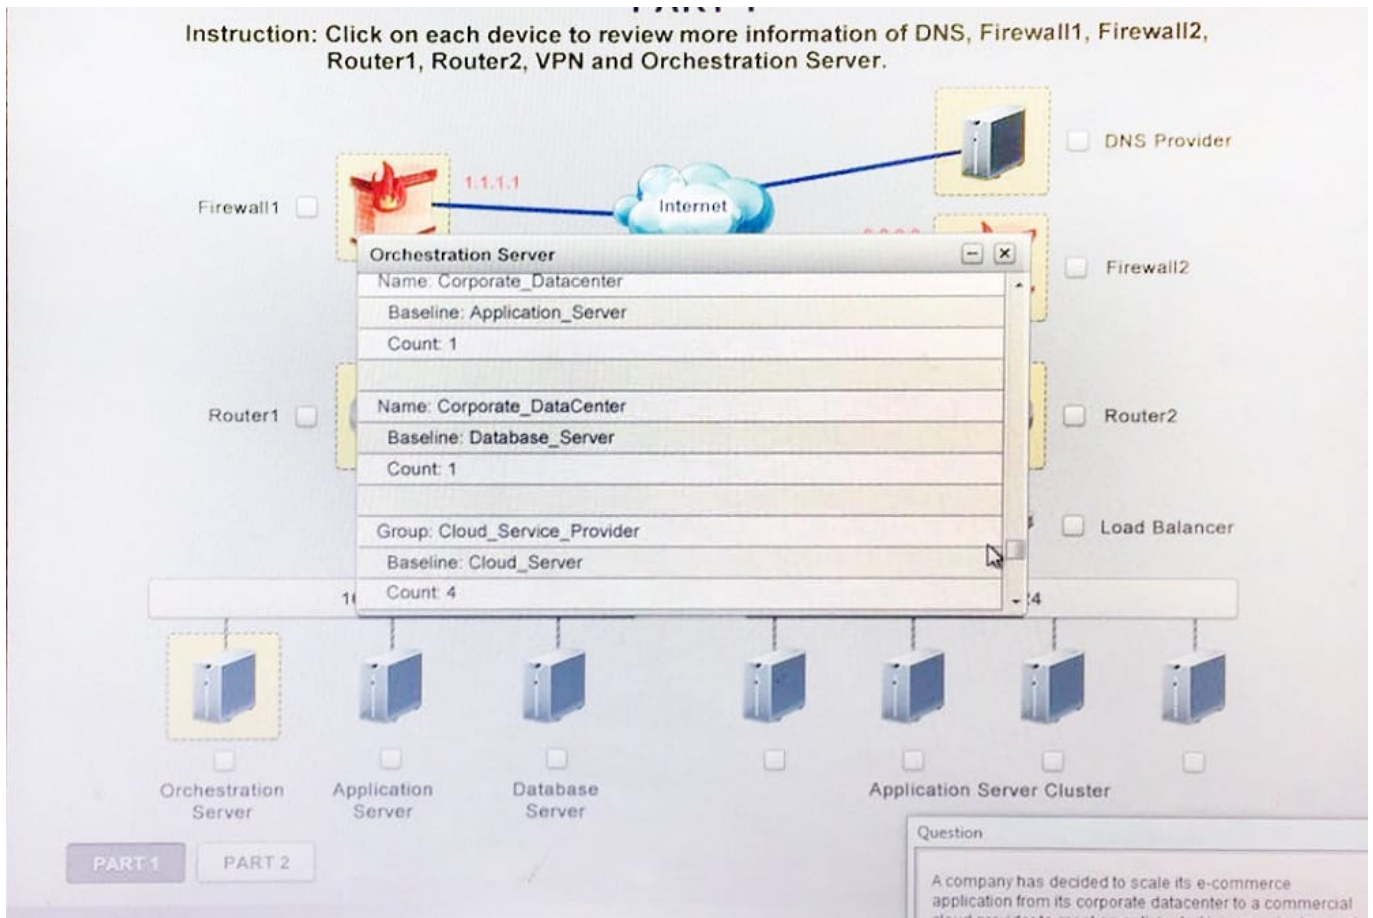 Instruction: Click on each device to review more information of DNS, Firewall1, Firewall2,
Router1, Router2, VPN and Orchestration Server.
DNS Provider
1.1.1.1
Firewall1
Internet
Firewall2
Orchestration Server
Name: Corporate_Datacenter
Baseline: Application_Server
Count: 1
Name: Corporate_DataCenter
Baseline: Database_Server
Count: 1
Group: Cloud_Service_Provider
Baseline: Cloud_Server
Count: 4
Router1
Router2
Load Balancer
Orchestration
Server
Application
Server
Database
Server
Application Server Cluster
PART 1
PART 2
Question
A company has decided to scale its e-commerce
application from its corporate datacenter to a commercial